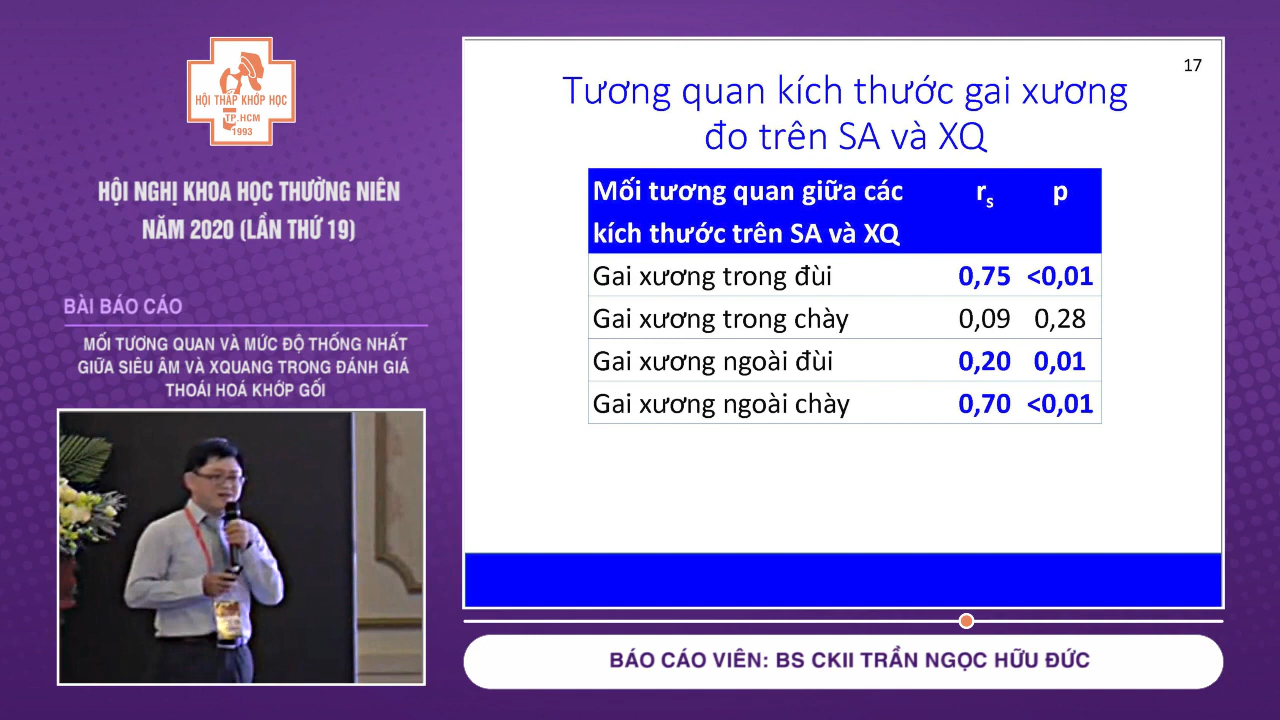 HỘI THẤP KHỚP HỌC
TP.HCM
1993
HỘI NGHỊ KHOA HỌC THƯỜNG NIÊN
NĂM 2020 (LẦN THỨ 19)
BÀI BÁO CÁO
MỐI TƯƠNG QUAN VÀ MỨC ĐỘ THỐNG NHẤT
GIỮA SIÊU ÂM VÀ XQUANG TRONG ĐÁNH GIÁ
THOÁI HOÁ KHỚP GỐI
17
Tương quan kích thước gai xương
đo trên SA và XQ
Mối tương quan giữa các kích thước trên SA và XQ rs p
Gai xương trong đùi 0,75 <0,01
Gai xương trong chày 0,09 0,28
Gai xương ngoài đùi 0,20 0,01
Gai xương ngoài chày 0,70 <0,01
BÁO CÁO VIÊN: BS CKII TRẦN NGỌC HỮU ĐỨC